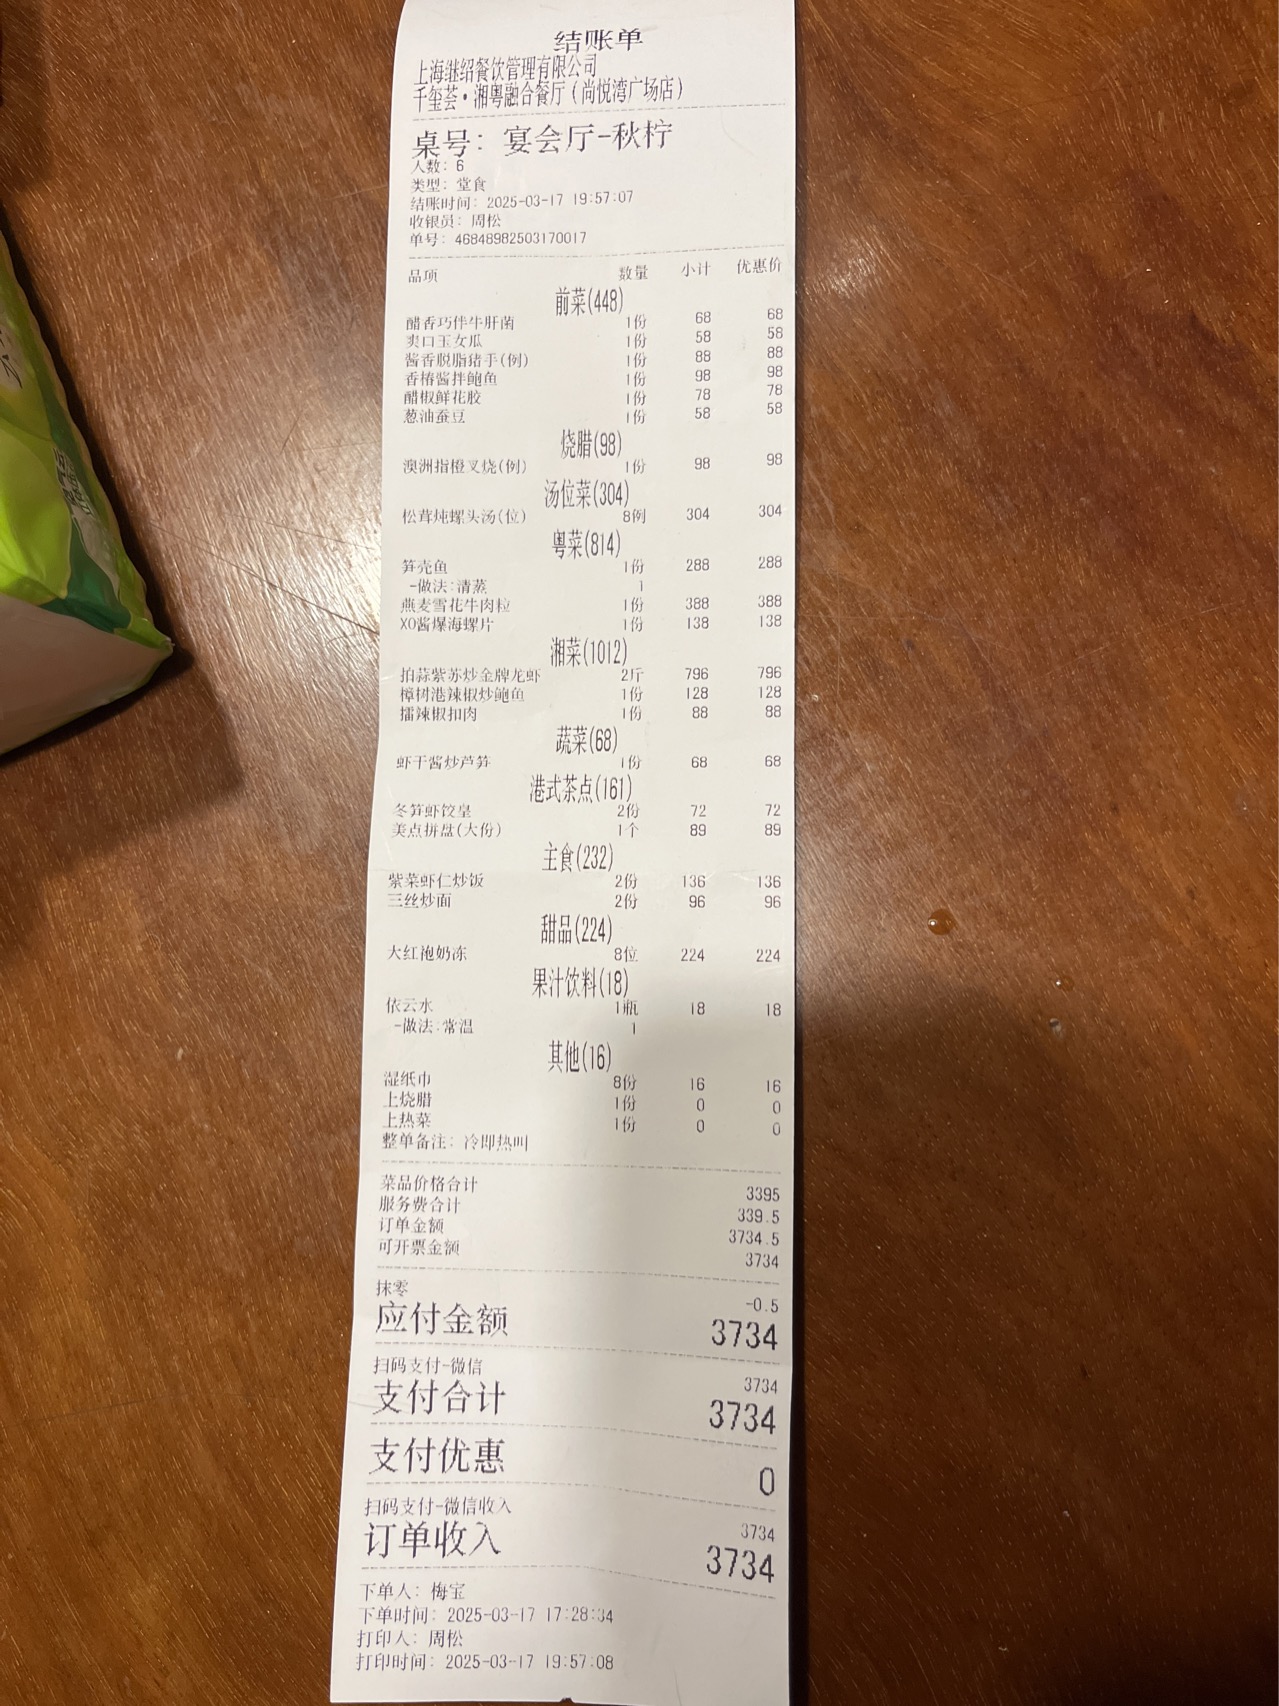 结账单
上海继绍餐饮管理有限公司
千玺荟·湘粤融合餐厅(尚悦湾广场店)
桌号: 宴会厅-秋柠
人数: 6
类型: 堂食
结账时间: 2025-03-17 19:57:07
收银员: 周松
单号: 46848982503170017
品项 数量 小计 优惠价
前菜(448)
醋香巧伴牛肝菌 1份 68 68
爽口玉女瓜 1份 58 58
酱香脱脂猪手(例) 1份 88 88
香椿酱拌鲍鱼 1份 98 98
醋椒鲜花胶 1份 78 78
葱油蚕豆 1份 58 58
烧腊(98)
澳洲指橙叉烧(例) 1份 98 98
汤位菜(304)
松茸炖螺头汤(位) 8例 304 304
粤菜(814)
笋壳鱼 1份 288 288
-做法:清蒸 1
燕麦雪花牛肉粒 1份 388 388
XO酱爆海螺片 1份 138 138
湘菜(1012)
拍蒜紫苏炒金牌龙虾 2斤 796 796
樟树港辣椒炒鲍鱼 1份 128 128
擂辣椒扣肉 1份 88 88
蔬菜(68)
虾干酱炒芦笋 1份 68 68
港式茶点(161)
冬笋虾饺皇 2份 72 72
美点拼盘(大份) 1个 89 89
主食(232)
紫菜虾仁炒饭 2份 136 136
三丝炒面 2份 96 96
甜品(224)
大红袍奶冻 8位 224 224
果汁饮料(18)
依云水 1瓶 18 18
-做法:常温 1
其他(16)
湿纸巾 8份 16 16
上烧腊 1份 0 0
上热菜 1份 0 0
整单备注: 冷即热叫
菜品价格合计 3395
服务费合计 339.5
订单金额 3734.5
可开票金额 3734
抹零 -0.5
应付金额 3734
扫码支付-微信 3734
支付合计 3734
支付优惠 0
扫码支付-微信收入 3734
订单收入 3734
下单人: 梅宝
下单时间: 2025-03-17 17:28:34
打印人: 周松
打印时间: 2025-03-17 19:57:08